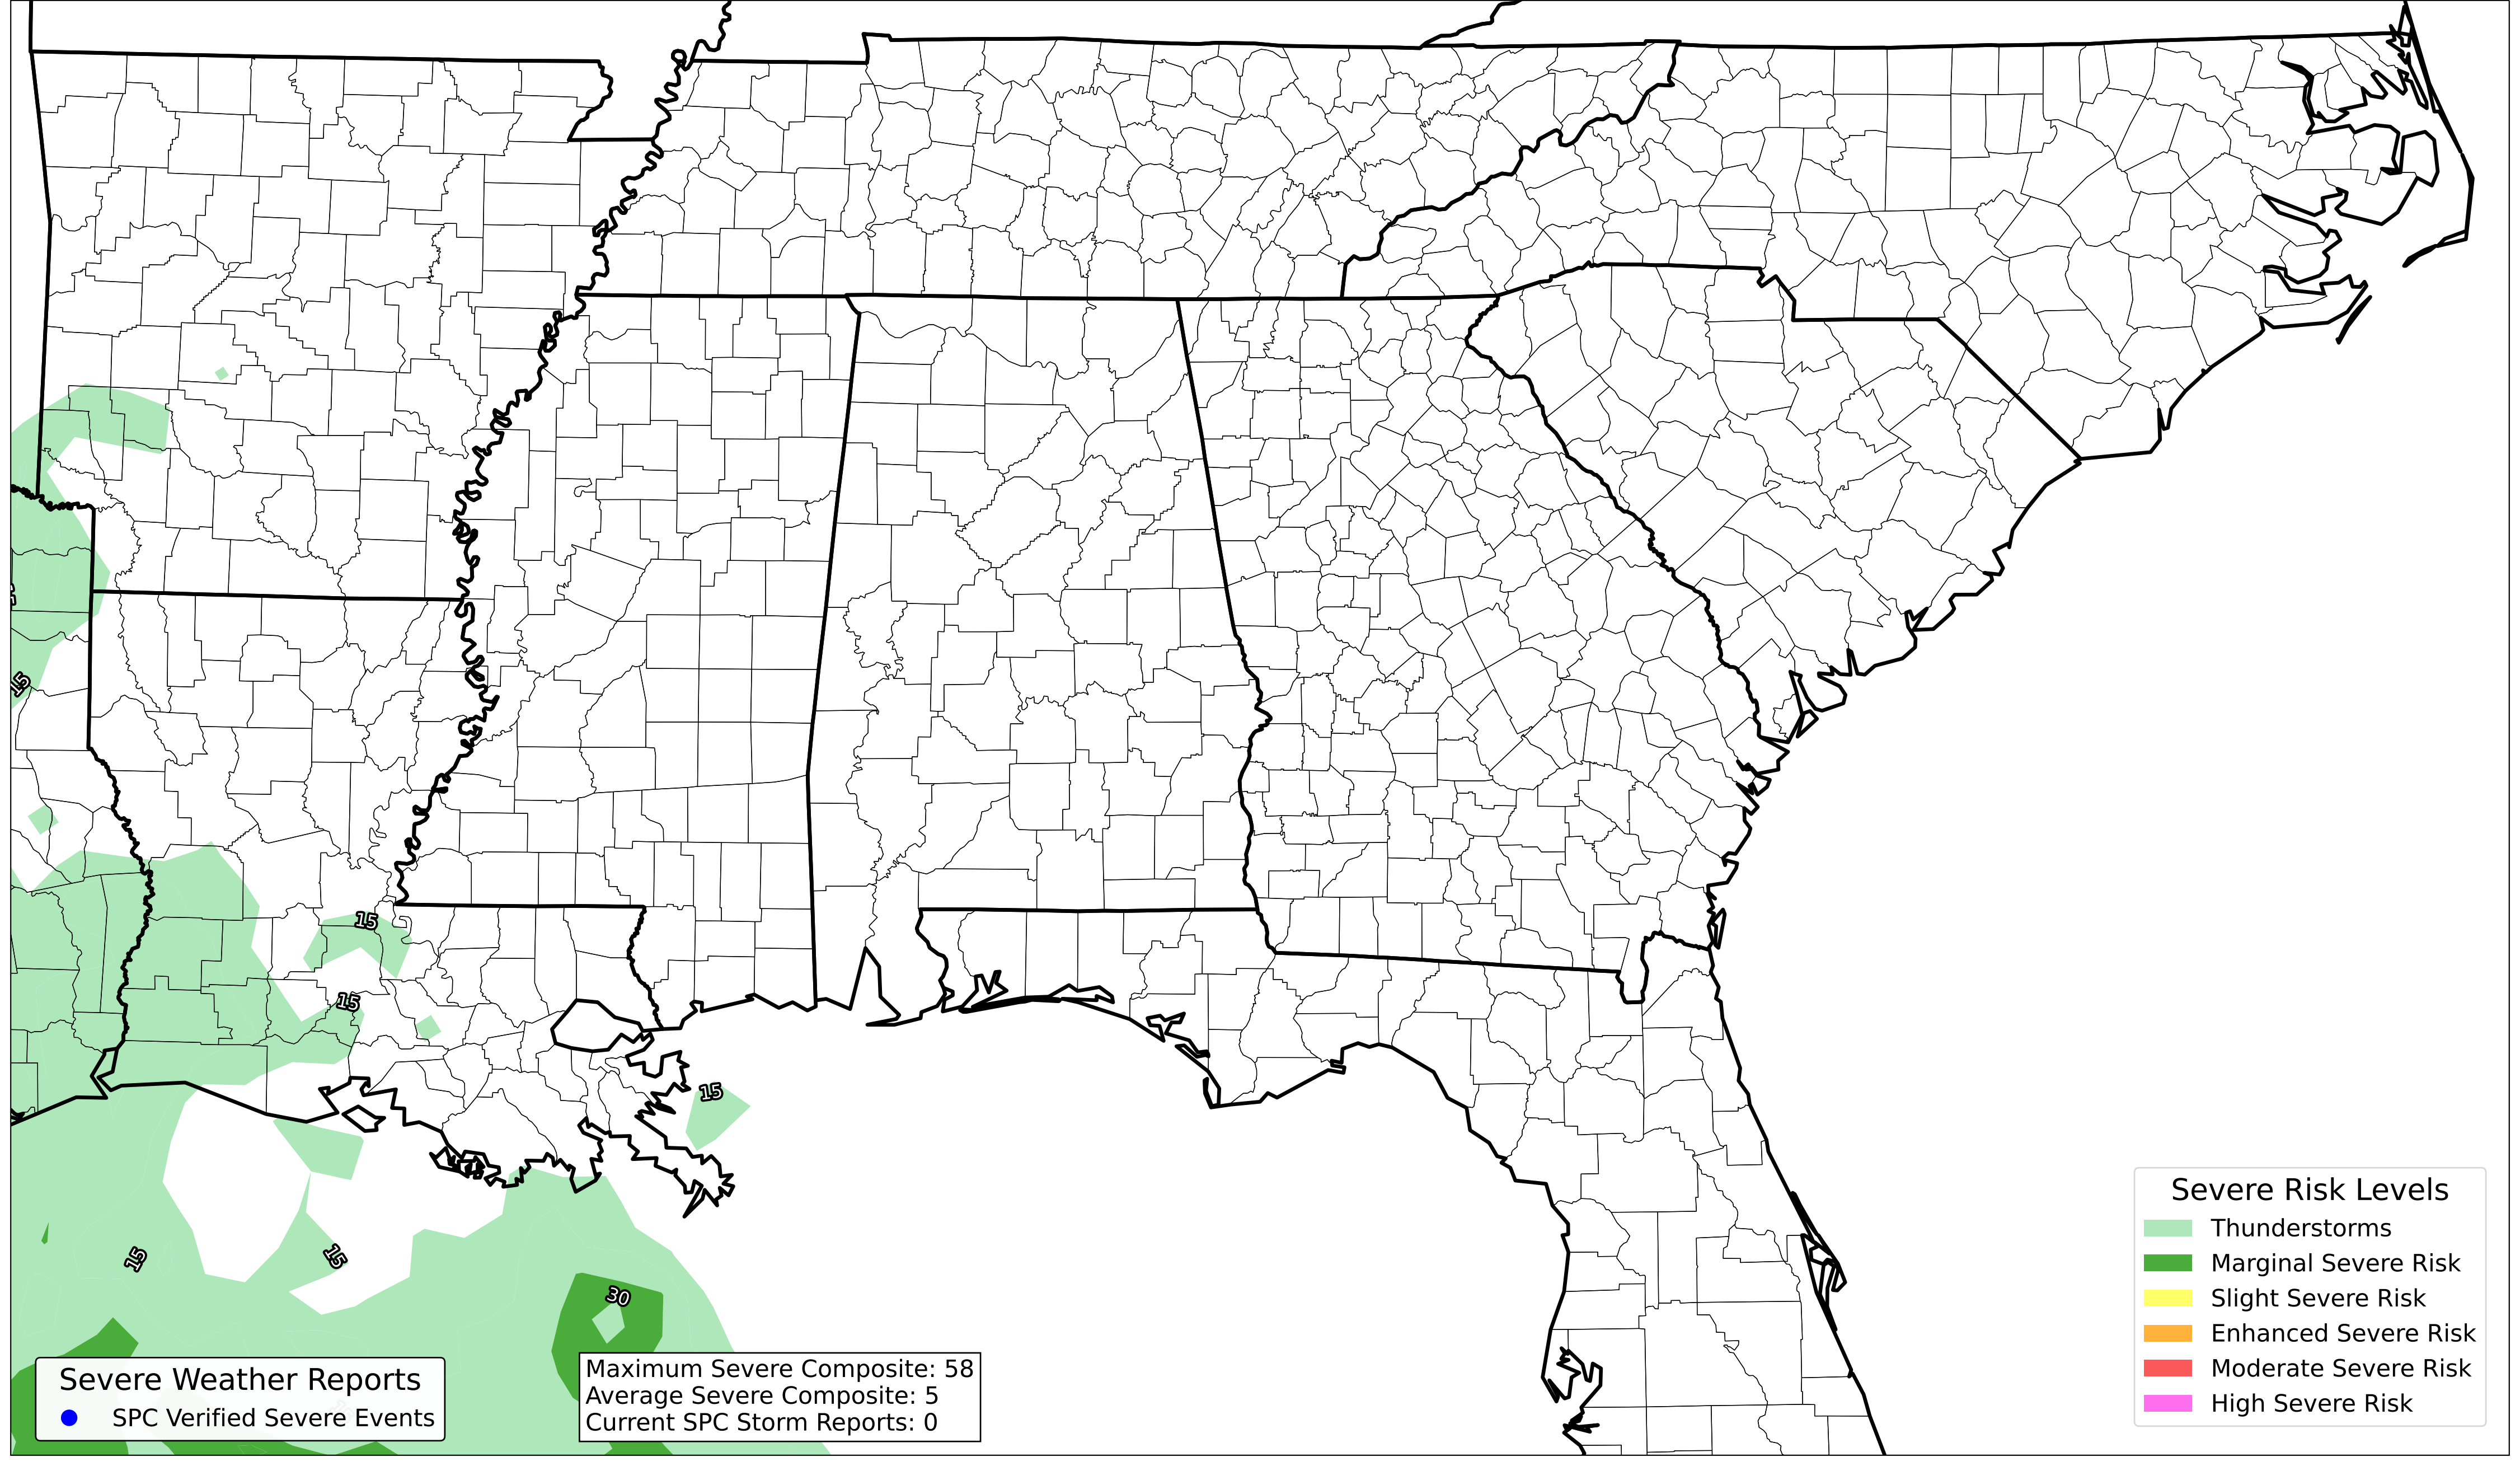 15
15
15
15
15
15
30
Severe Weather Reports
SPC Verified Severe Events
Maximum Severe Composite: 58
Average Severe Composite: 5
Current SPC Storm Reports: 0
Severe Risk Levels
Thunderstorms
Marginal Severe Risk
Slight Severe Risk
Enhanced Severe Risk
Moderate Severe Risk
High Severe Risk